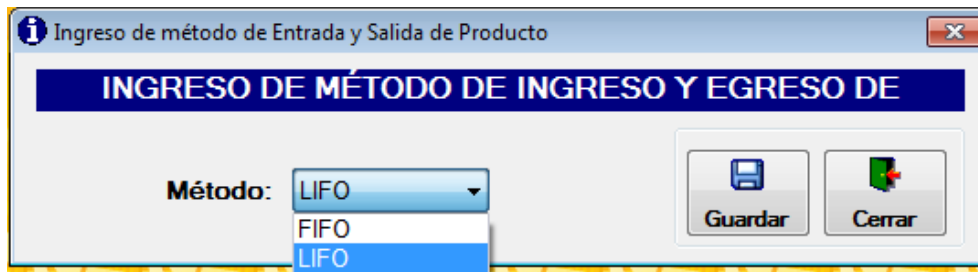 Ingreso de método de Entrada y Salida de Producto
INGRESO DE MÉTODO DE INGRESO Y EGRESO DE
Método:
LIFO
FIFO
LIFO
Guardar
Cerrar